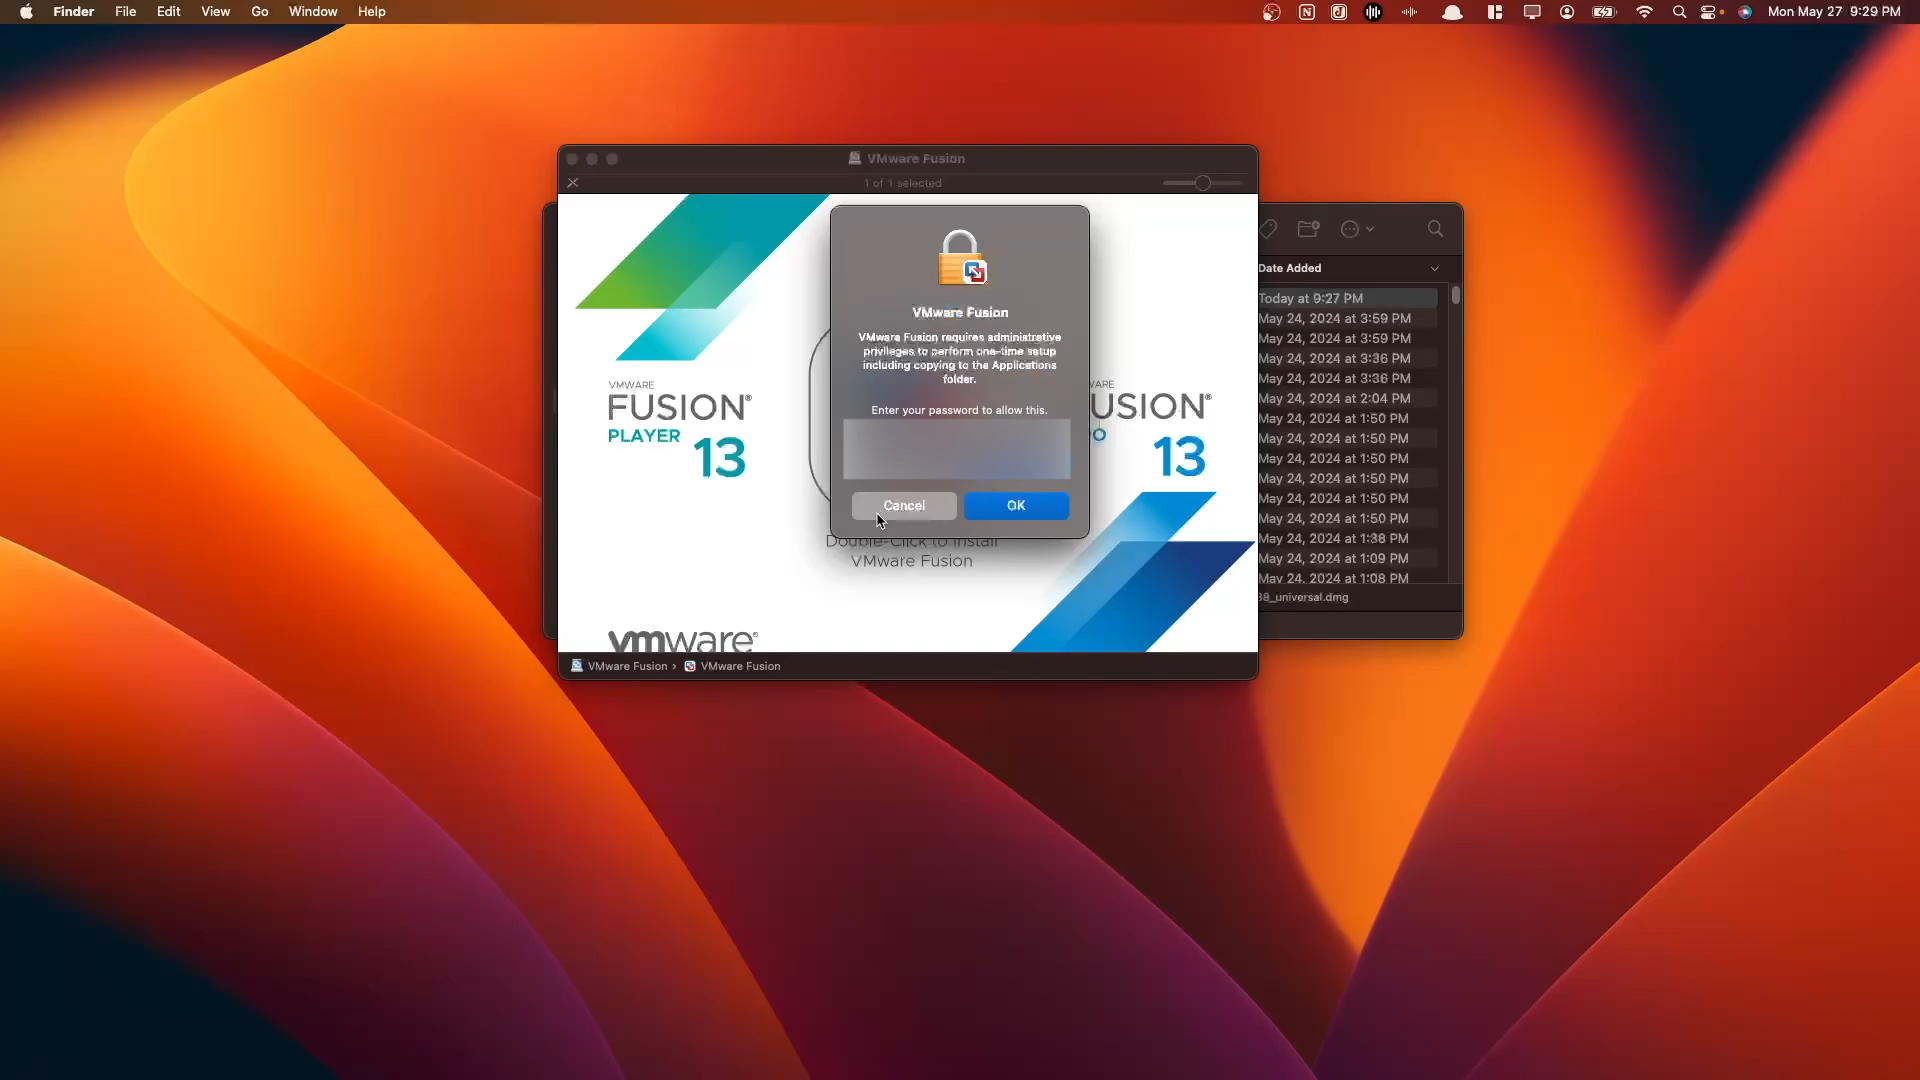 Finder File Edit View Go Window Help
Mon May 27 9:29 PM
VMware Fusion
1 of 1 selected
VMWARE
FUSION®
PLAYER 13
VMware Fusion
VMware Fusion requires administrative
privileges to perform one-time setup
including copying to the Applications
folder.
Enter your password to allow this.
Cancel
OK
WARE
USION®
O 13
Double-Click to Install
VMware Fusion
vmware®
VMware Fusion › VMware Fusion
Date Added
Today at 9:27 PM
May 24, 2024 at 3:59 PM
May 24, 2024 at 3:59 PM
May 24, 2024 at 3:36 PM
May 24, 2024 at 3:36 PM
May 24, 2024 at 2:04 PM
May 24, 2024 at 1:50 PM
May 24, 2024 at 1:50 PM
May 24, 2024 at 1:50 PM
May 24, 2024 at 1:50 PM
May 24, 2024 at 1:50 PM
May 24, 2024 at 1:50 PM
May 24, 2024 at 1:38 PM
May 24, 2024 at 1:09 PM
May 24, 2024 at 1:08 PM
38_universal.dmg